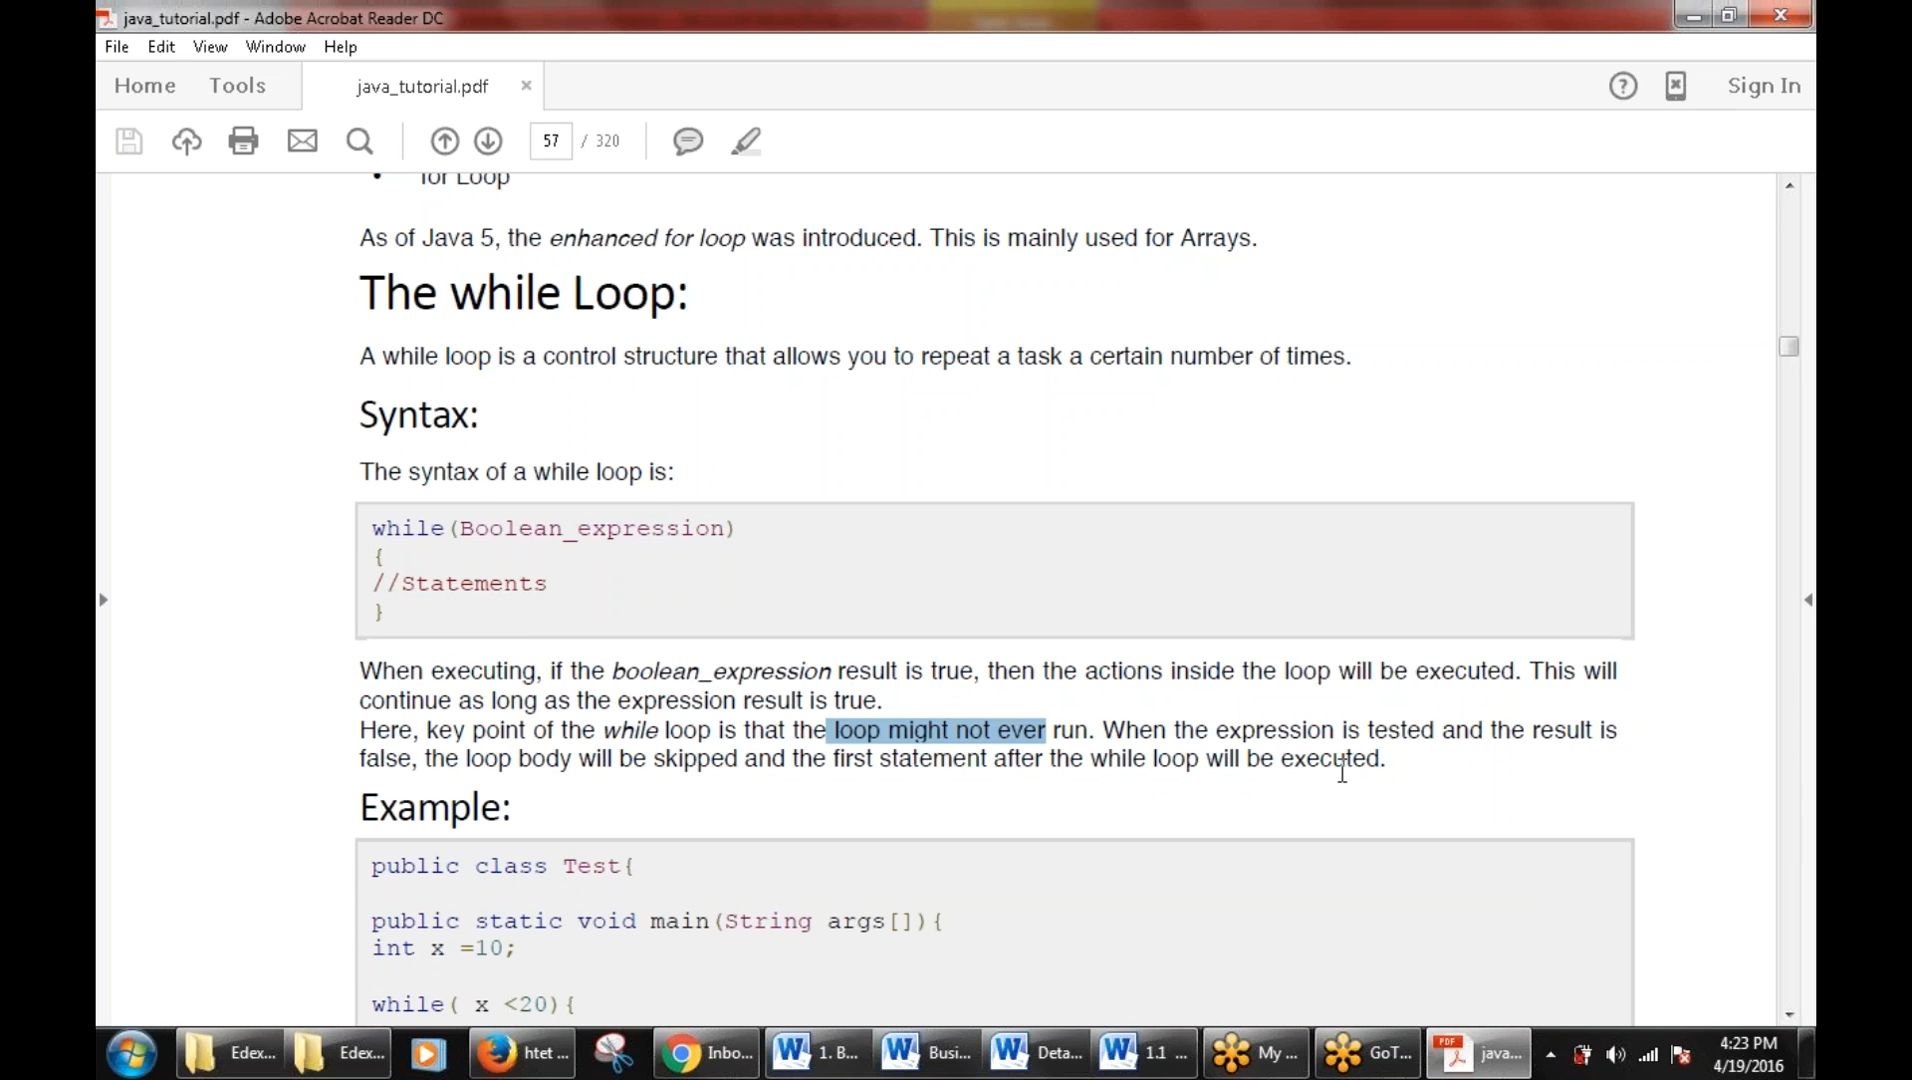 java_tutorial.pdf - Adobe Acrobat Reader DC
File Edit View Window Help
Home Tools java_tutorial.pdf × ? Sign In
57 / 320
• for Loop
As of Java 5, the enhanced for loop was introduced. This is mainly used for Arrays.
The while Loop:
A while loop is a control structure that allows you to repeat a task a certain number of times.
Syntax:
The syntax of a while loop is:
while(Boolean_expression)
{
//Statements
}
When executing, if the boolean_expression result is true, then the actions inside the loop will be executed. This will
continue as long as the expression result is true.
Here, key point of the while loop is that the loop might not ever run. When the expression is tested and the result is
false, the loop body will be skipped and the first statement after the while loop will be executed.
Example:
public class Test{
public static void main(String args[]){
int x =10;
while( x <20){
Edex... Edex... htet ... Inbo... 1. B... Busi... Deta... 1.1 ... My ... GoT... PDF java... 4:23 PM
4/19/2016